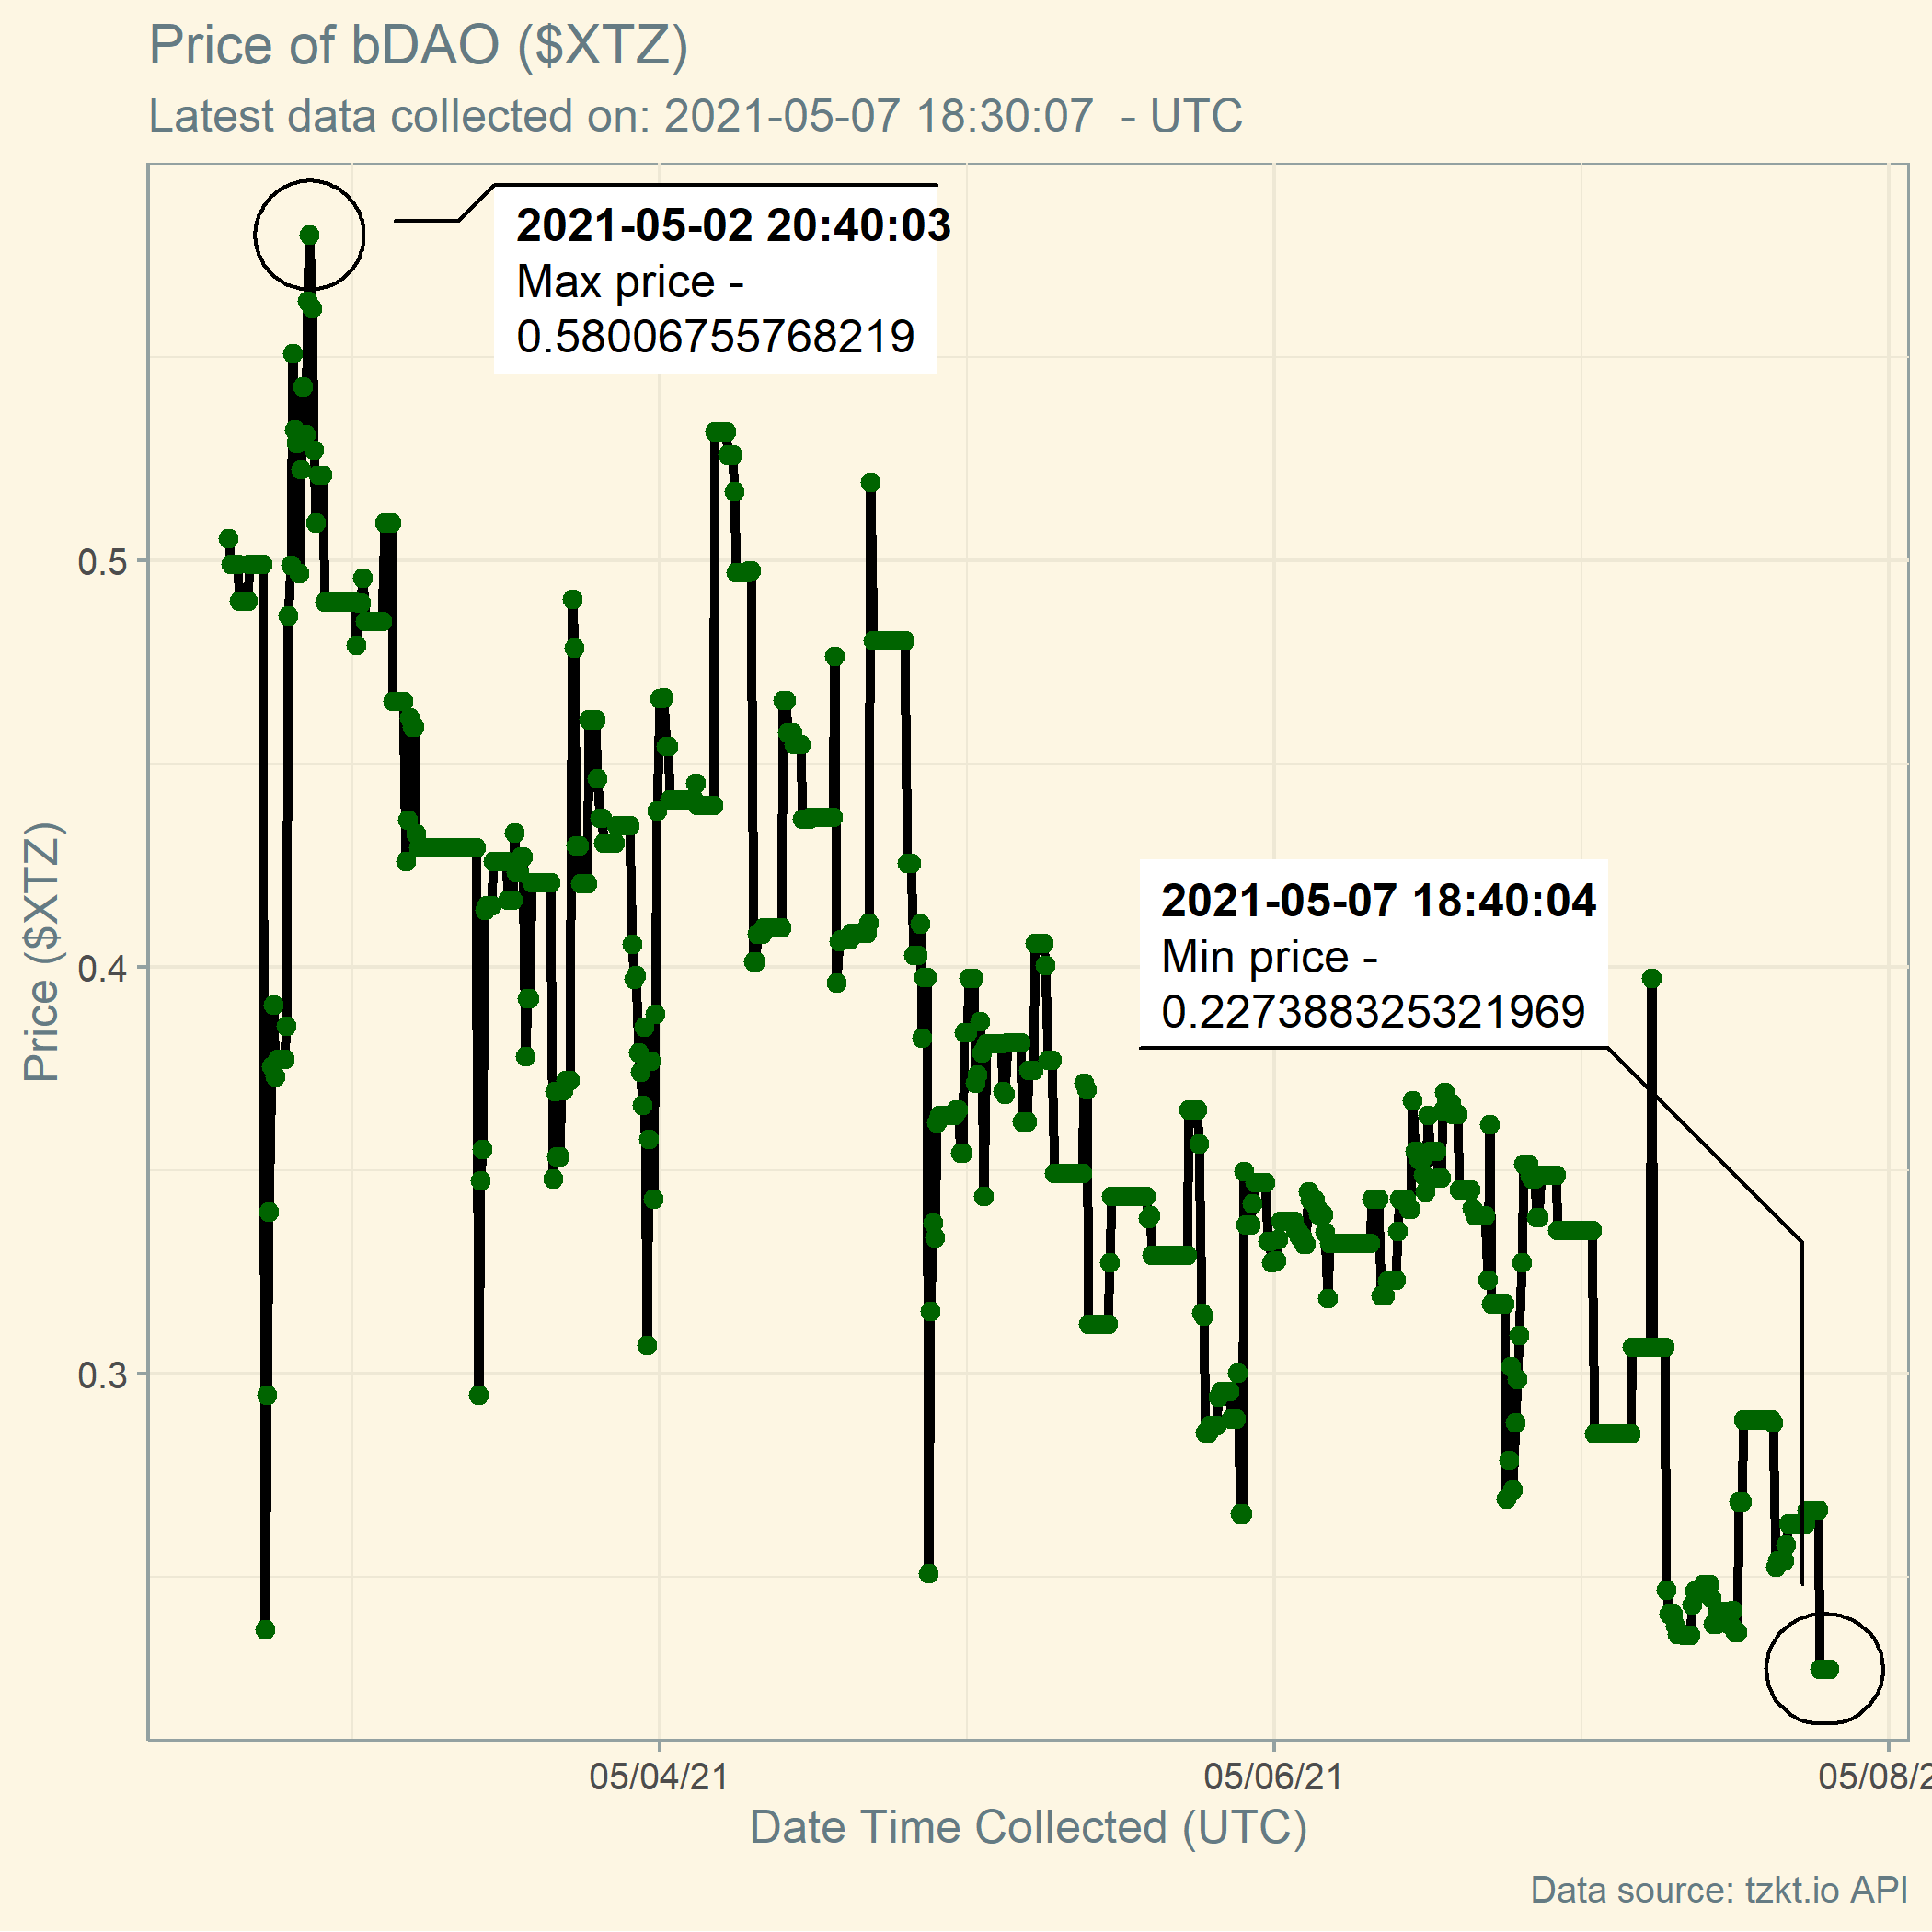 Price of bDAO ($XTZ)
Latest data collected on: 2021-05-07 18:30:07  - UTC
2021-05-02 20:40:03
Max price -
0.58006755768219
0.5
0.4
0.3
Price ($XTZ)
2021-05-07 18:40:04
Min price -
0.227388325321969
05/04/21
05/06/21
05/08/2
Date Time Collected (UTC)
Data source: tzkt.io API